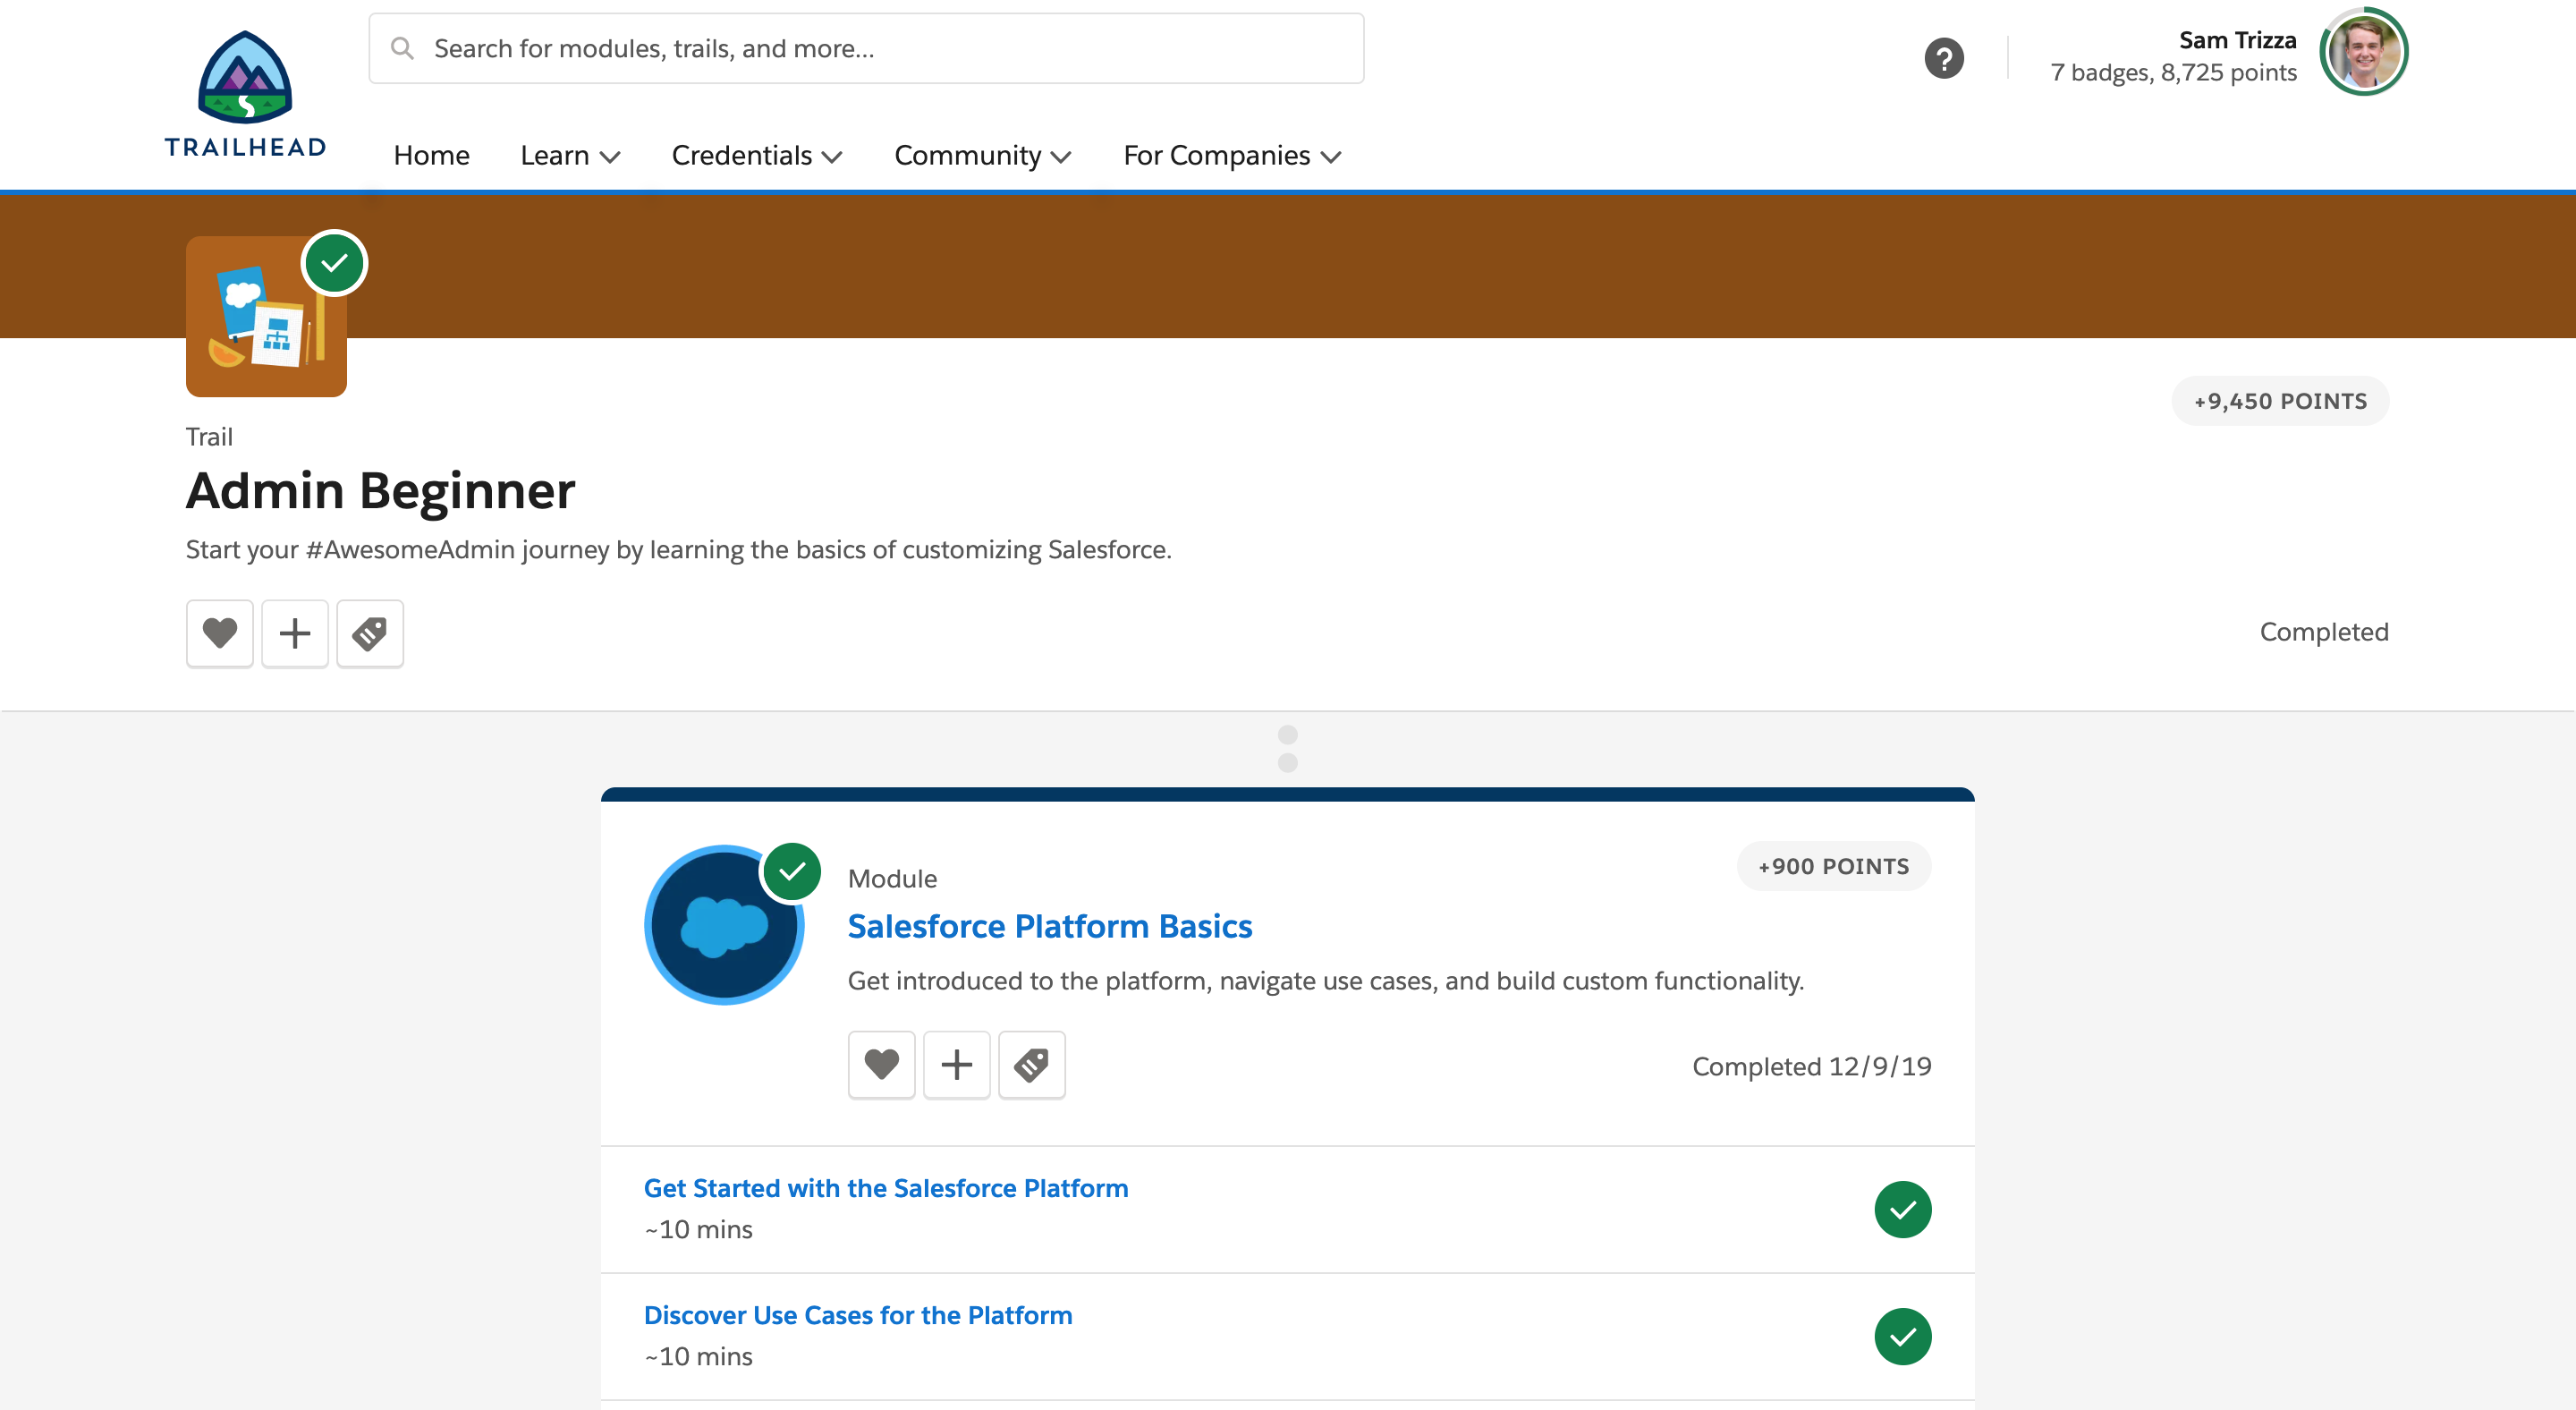 Search for modules, trails, and more...
?
Sam Trizza
7 badges, 8,725 points
TRAILHEAD
Home
Learn
Credentials
Community
For Companies
+9,450 POINTS
Trail
Admin Beginner
Start your #AwesomeAdmin journey by learning the basics of customizing Salesforce.
Completed
Module
+900 POINTS
Salesforce Platform Basics
Get introduced to the platform, navigate use cases, and build custom functionality.
Completed 12/9/19
Get Started with the Salesforce Platform
~10 mins
Discover Use Cases for the Platform
~10 mins